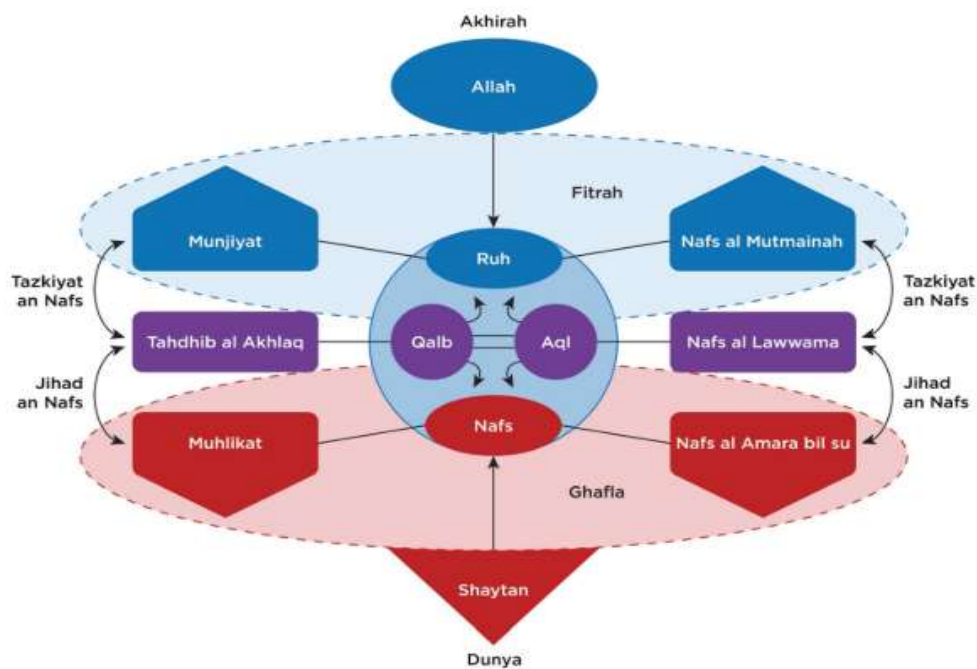 Akhirah
Allah
Fitrah
Munjiyat
Nafs al Mutmainah
Ruh
Tazkiyat
an Nafs
Tazkiyat
an Nafs
Tahdhib al Akhlaq
Qalb
Aql
Nafs al Lawwama
Jihad
an Nafs
Jihad
an Nafs
Muhlikat
Nafs
Nafs al Amara bil su
Ghafla
Shaytan
Dunya